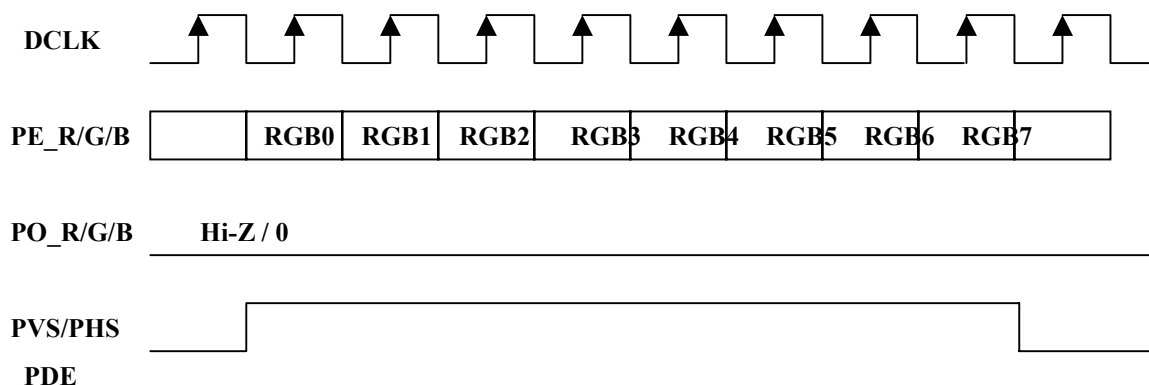 DCLK
PE_R/G/B RGB0 RGB1 RGB2 RGB3 RGB4 RGB5 RGB6 RGB7
PO_R/G/B Hi-Z / 0
PVS/PHS
PDE